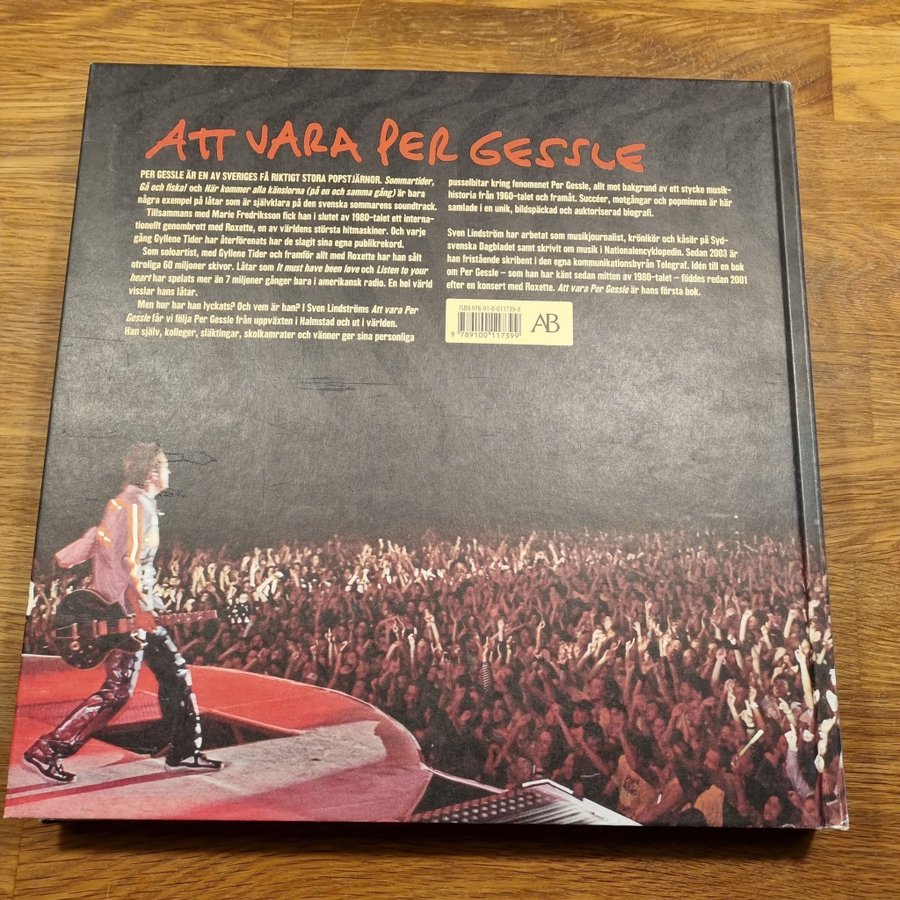 ATT VARA PER GESSLE
PER GESSLE ÄR EN AV SVERIGES FÅ RIKTIGT STORA POPSTJÄRNOR. Sommartider,
Gå och fiska! och Här kommer alla känslorna (på en och samma gång) är bara
några exempel på låtar som är självklara på den svenska sommarens soundtrack.
Tillsammans med Marie Fredriksson fick han i slutet av 1980-talet ett interna-
tionellt genombrott med Roxette, en av världens största hitmaskiner. Och varje
gång Gyllene Tider har återförenats har de slagit sina egna publikrekord.
Som soloartist, med Gyllene Tider och framför allt med Roxette har han sålt
otroliga 60 miljoner skivor. Låtar som It must have been love och Listen to your
heart har spelats mer än 7 miljoner gånger bara i amerikansk radio. En hel värld
visslar hans låtar.
Men hur har han lyckats? Och vem är han? I Sven Lindströms Att vara Per
Gessle får vi följa Per Gessle från uppväxten i Halmstad och ut i världen.
Han själv, kolleger, släktingar, skolkamrater och vänner ger sina personliga
pusselbitar kring fenomenet Per Gessle, allt mot bakgrund av ett stycke musik-
historia från 1960-talet och framåt. Succéer, motgångar och popminnen är här
samlade i en unik, bildspäckad och auktoriserad biografi.
Sven Lindström har arbetat som musikjournalist, krönikör och kåsör på Syd-
svenska Dagbladet samt skrivit om musik i Nationalencyklopedin. Sedan 2003 är
han fristående skribent i den egna kommunikationsbyrån Telegraf. Idén till en bok
om Per Gessle – som han har känt sedan mitten av 1980-talet – föddes redan 2001
efter en konsert med Roxette. Att vara Per Gessle är hans första bok.
ISBN 978-91-0-011739-9
9 789100 117399
AB